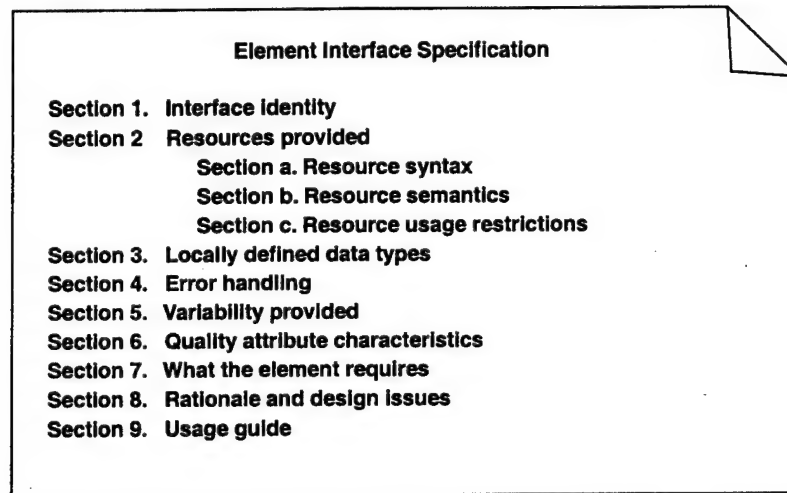 Element Interface Specification
Section 1. Interface identity
Section 2 Resources provided
Section a. Resource syntax
Section b. Resource semantics
Section c. Resource usage restrictions
Section 3. Locally defined data types
Section 4. Error handling
Section 5. Variability provided
Section 6. Quality attribute characteristics
Section 7. What the element requires
Section 8. Rationale and design issues
Section 9. Usage guide